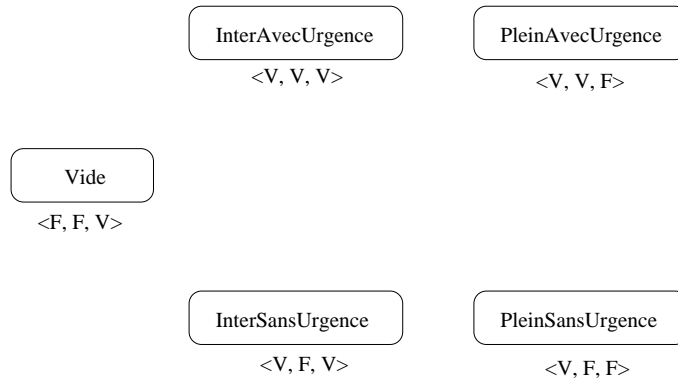 InterAvecUrgence
PleinAvecUrgence
<V, V, V>
<V, V, F>
Vide
<F, F, V>
InterSansUrgence
PleinSansUrgence
<V, F, V>
<V, F, F>